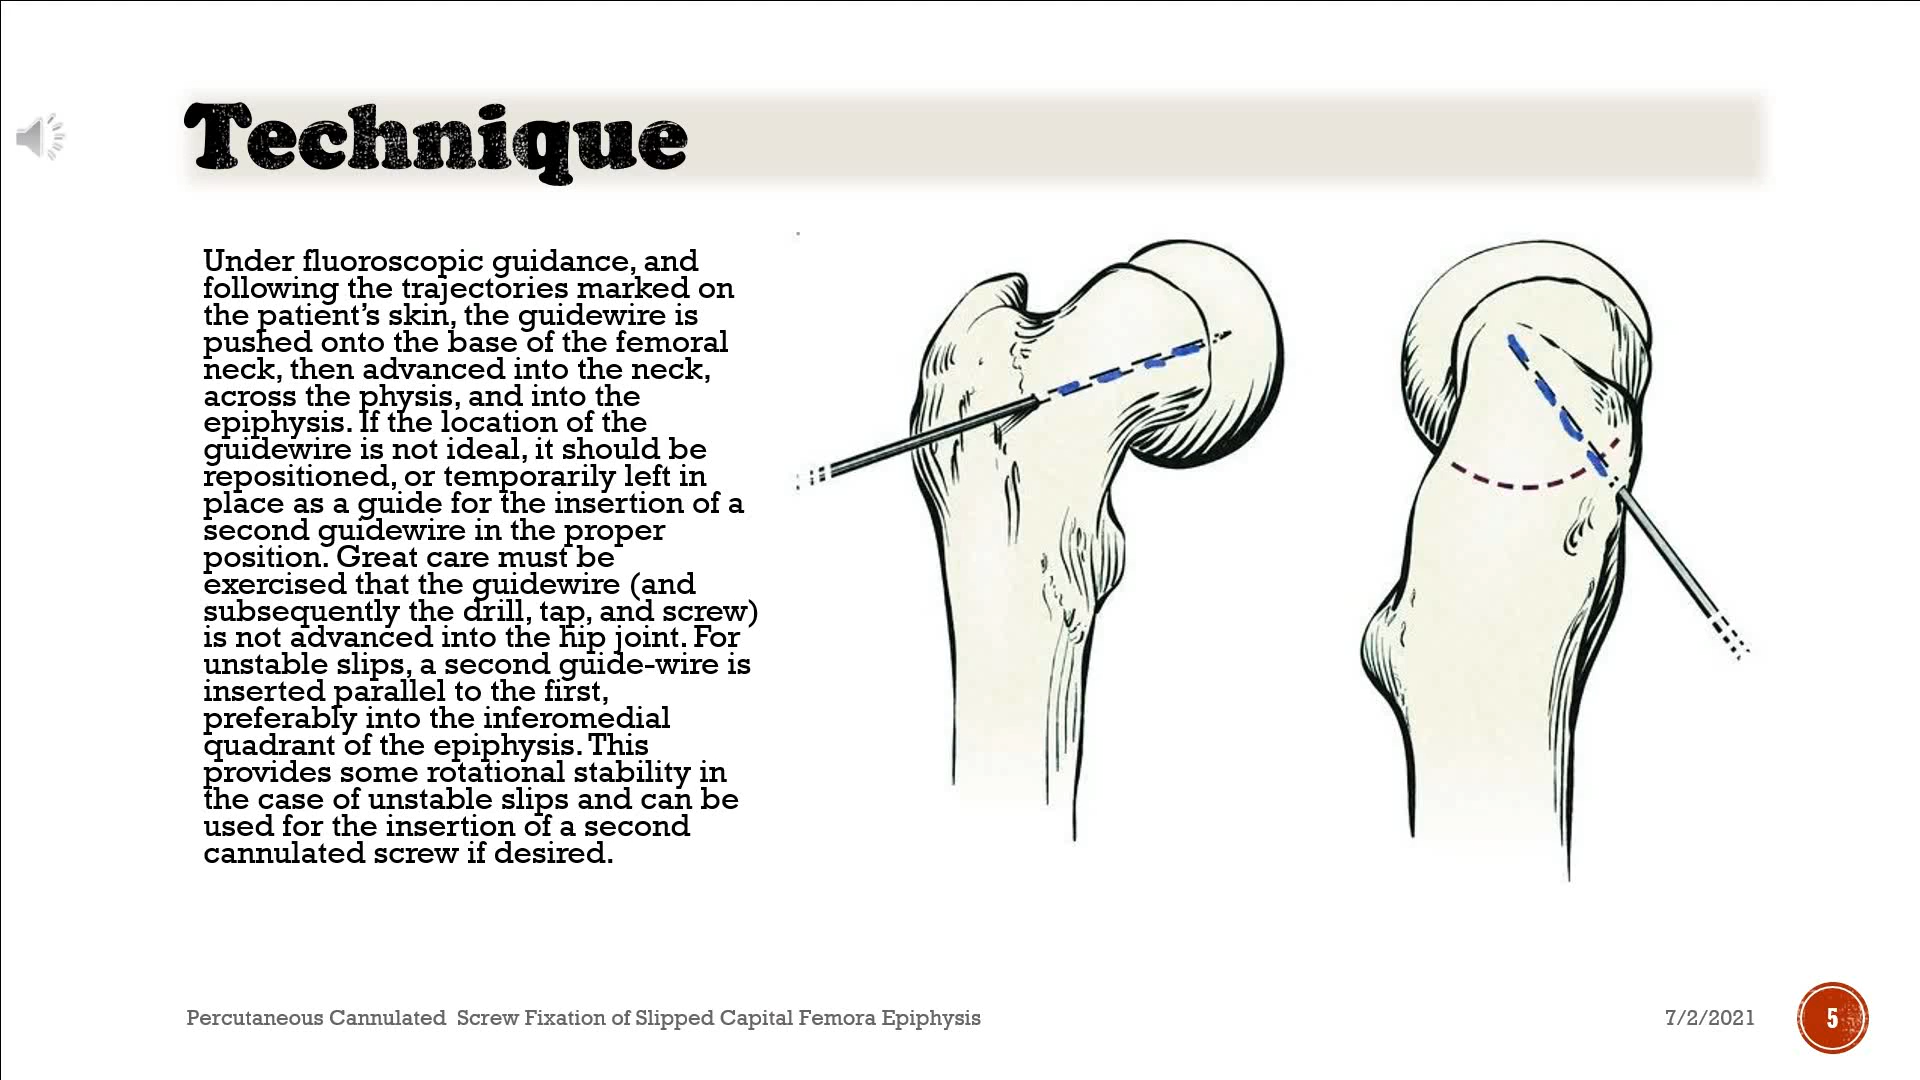 Technique
Under fluoroscopic guidance, and
following the trajectories marked on
the patient’s skin, the guidewire is
pushed onto the base of the femoral
neck, then advanced into the neck,
across the physis, and into the
epiphysis. If the location of the
guidewire is not ideal, it should be
repositioned, or temporarily left in
place as a guide for the insertion of a
second guidewire in the proper
position. Great care must be
exercised that the guidewire (and
subsequently the drill, tap, and screw)
is not advanced into the hip joint. For
unstable slips, a second guide-wire is
inserted parallel to the first,
preferably into the inferomedial
quadrant of the epiphysis. This
provides some rotational stability in
the case of unstable slips and can be
used for the insertion of a second
cannulated screw if desired.
Percutaneous Cannulated  Screw Fixation of Slipped Capital Femora Epiphysis
7/2/2021
5